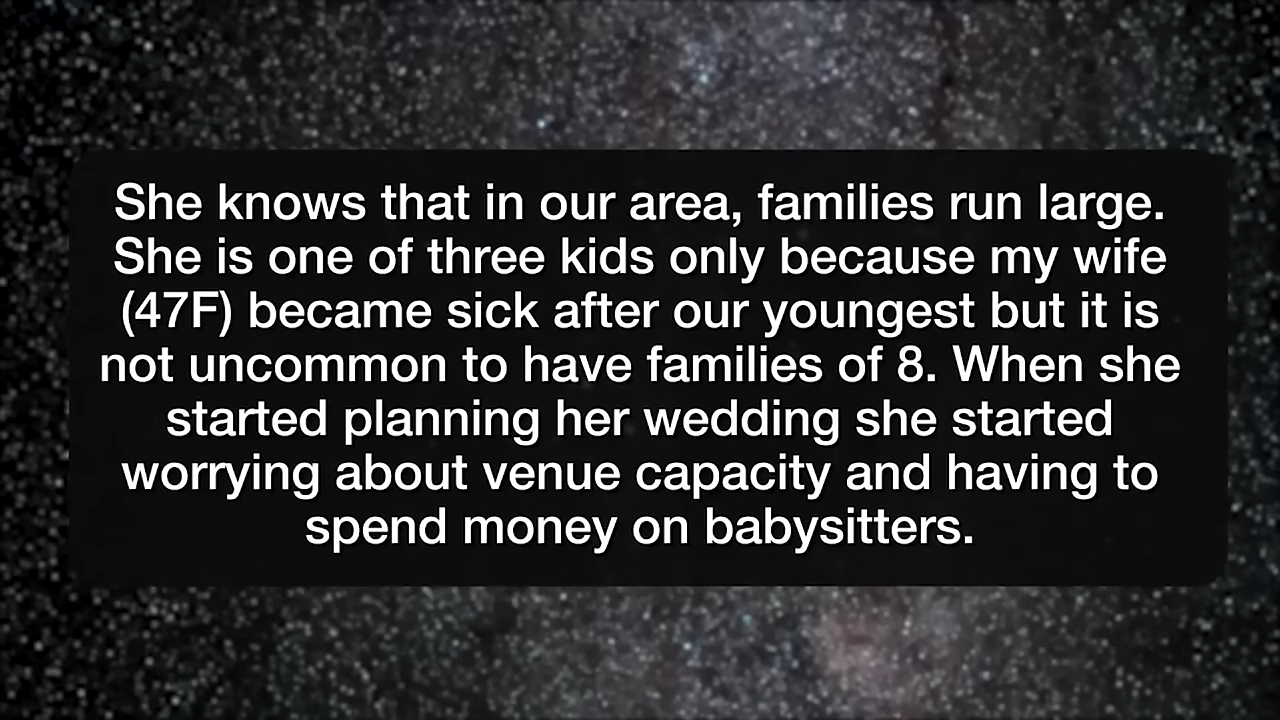 She knows that in our area, families run large.
She is one of three kids only because my wife
(47F) became sick after our youngest but it is
not uncommon to have families of 8. When she
started planning her wedding she started
worrying about venue capacity and having to
spend money on babysitters.